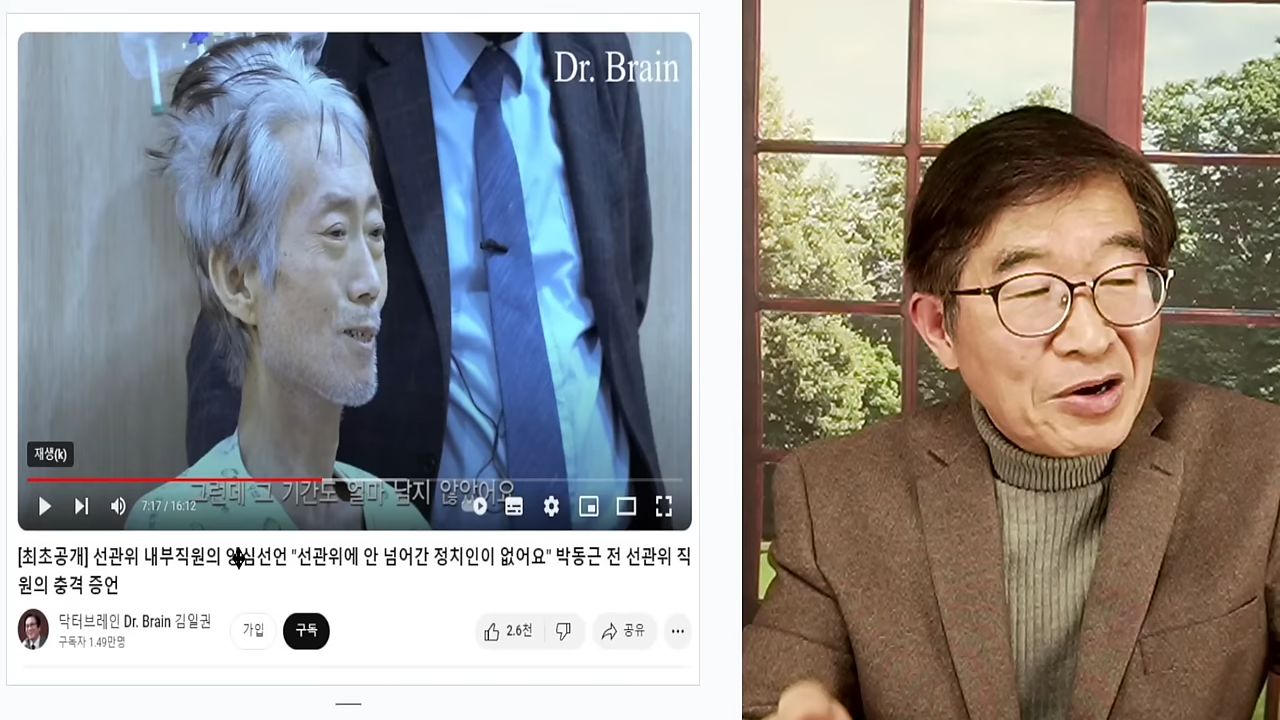 Dr. Brain
재생(k)
그런데 그 기간도 얼마 남지 않았어요
7:17 / 16:12
[최초공개] 선관위 내부직원의 양심선언 "선관위에 안 넘어간 정치인이 없어요" 박동근 전 선관위 직
원의 충격 증언
닥터브레인 Dr. Brain 김일권
구독자 1.49만명
가입
구독
2.6천
공유